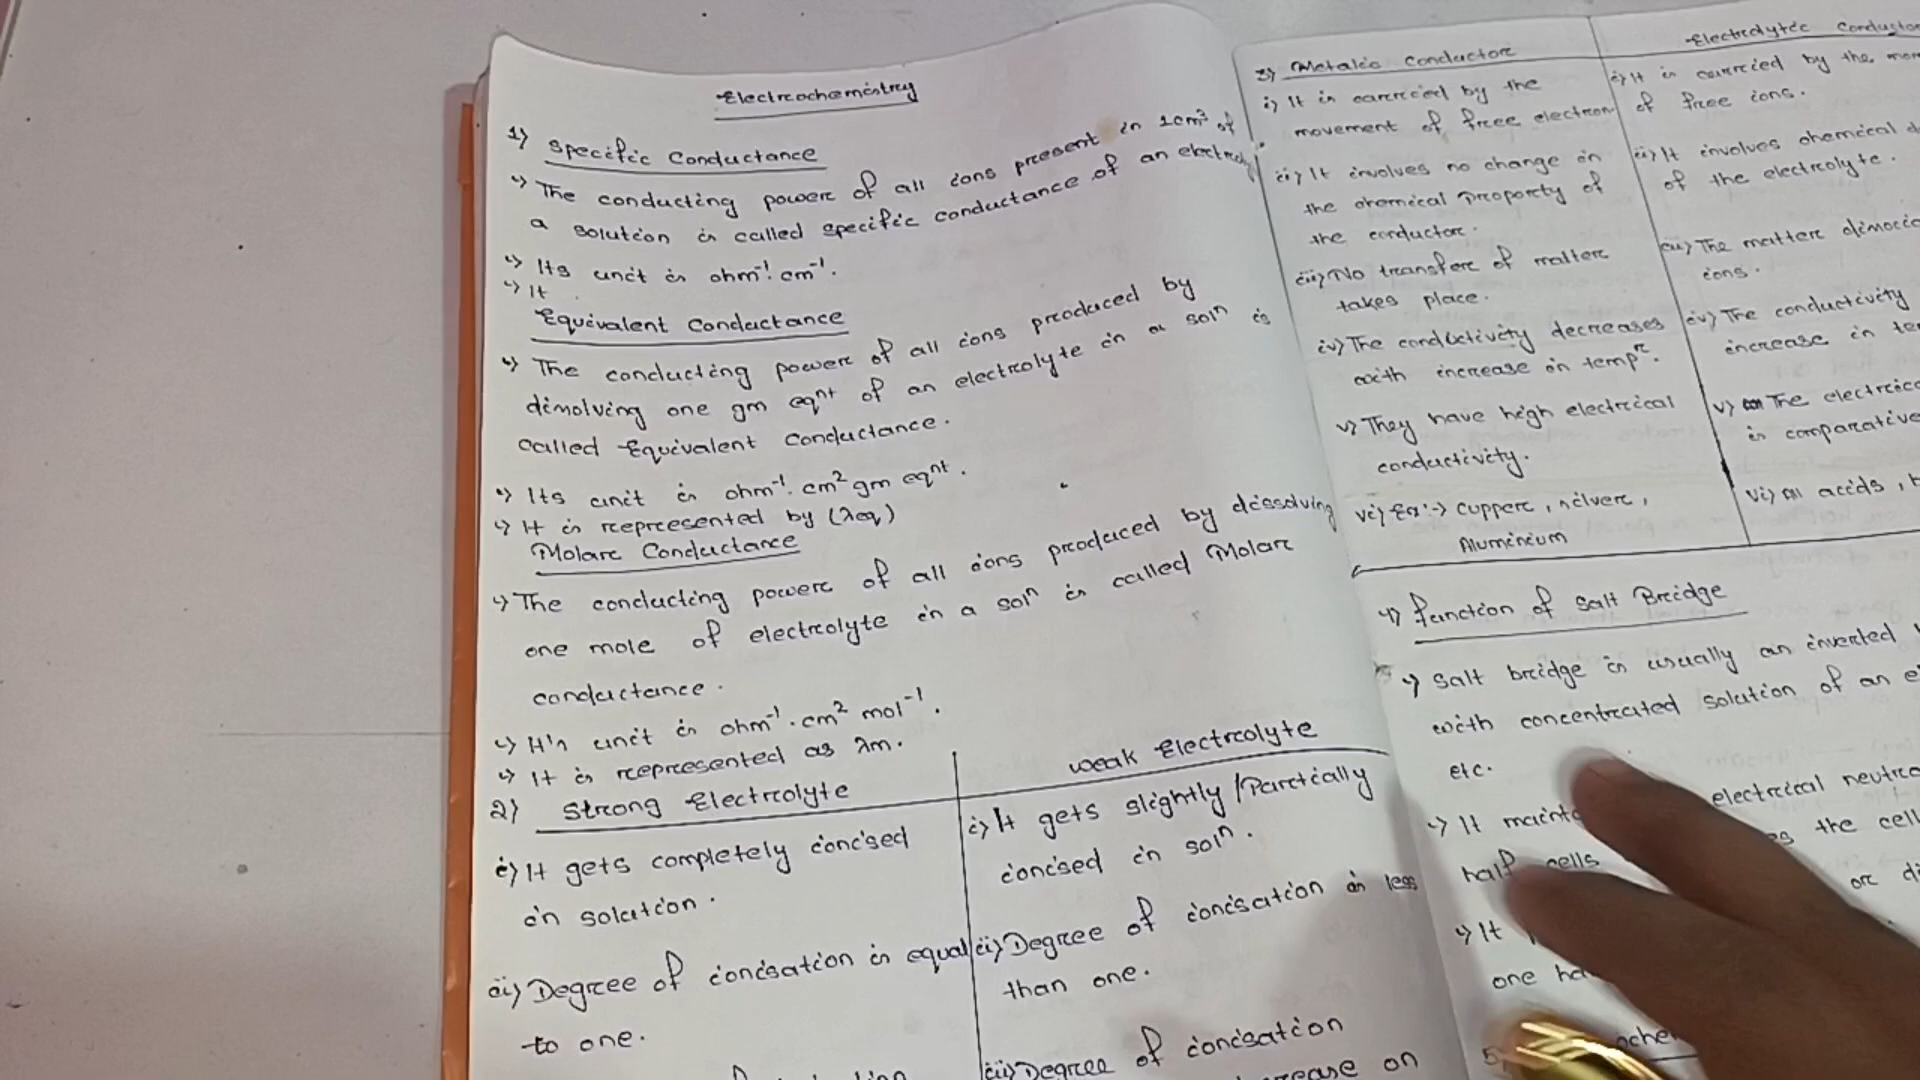 Electrochemistry
1) Specific Conductance
↳ The conducting power of all ions present in 1cm³ of
a solution is called specific conductance of an
↳ Its unit is ohm⁻¹. cm⁻¹.
↳ It
Equivalent Conductance
↳ The conducting power of all ions produced by
dissolving one gm eqnt of an electrolyte in a solⁿ is
called Equivalent Conductance.
↳ Its unit is ohm⁻¹. cm² gm eqnt.
↳ It is represented by (λeq)
Molar Conductance
↳ The conducting power of all ions produced by dissolving
one mole of electrolyte in a solⁿ is called Molar
conductance.
↳ It's unit is ohm⁻¹. cm² mol⁻¹.
↳ It is represented as λm.
2) Strong Electrolyte
i) It gets completely ionised
in solution.
ii) Degree of ionisation is equal
to one.
Weak Electrolyte
i) It gets slightly/Partially
ionised in solⁿ.
ii) Degree of ionisation is less
than one.
iii) Degree of ionisation
on
3) Metalic Conductor
i) It is carried by the
movement of free electron
ii) It involves no change in
the chemical Property of
the conductor.
iii) No transfer of matter
takes place.
iv) The conductivity decreases
with increase in tempr.
v) They have high electrical
conductivity.
vi) Ex:-> cupper, silver,
Aluminium
Electrolytic
i) It is carried by the
of free ions.
ii) It involves chemical
of the electrolyte.
iii) The matter
ions.
iv) The conductivity
increase in
v) The
is
vi) All acids,
4) Function of Salt Bridge
↳ Salt bridge is usually an inverted
with concentrated solution of an
etc.
↳ It electrical
half cells the
↳ It or
one
5)